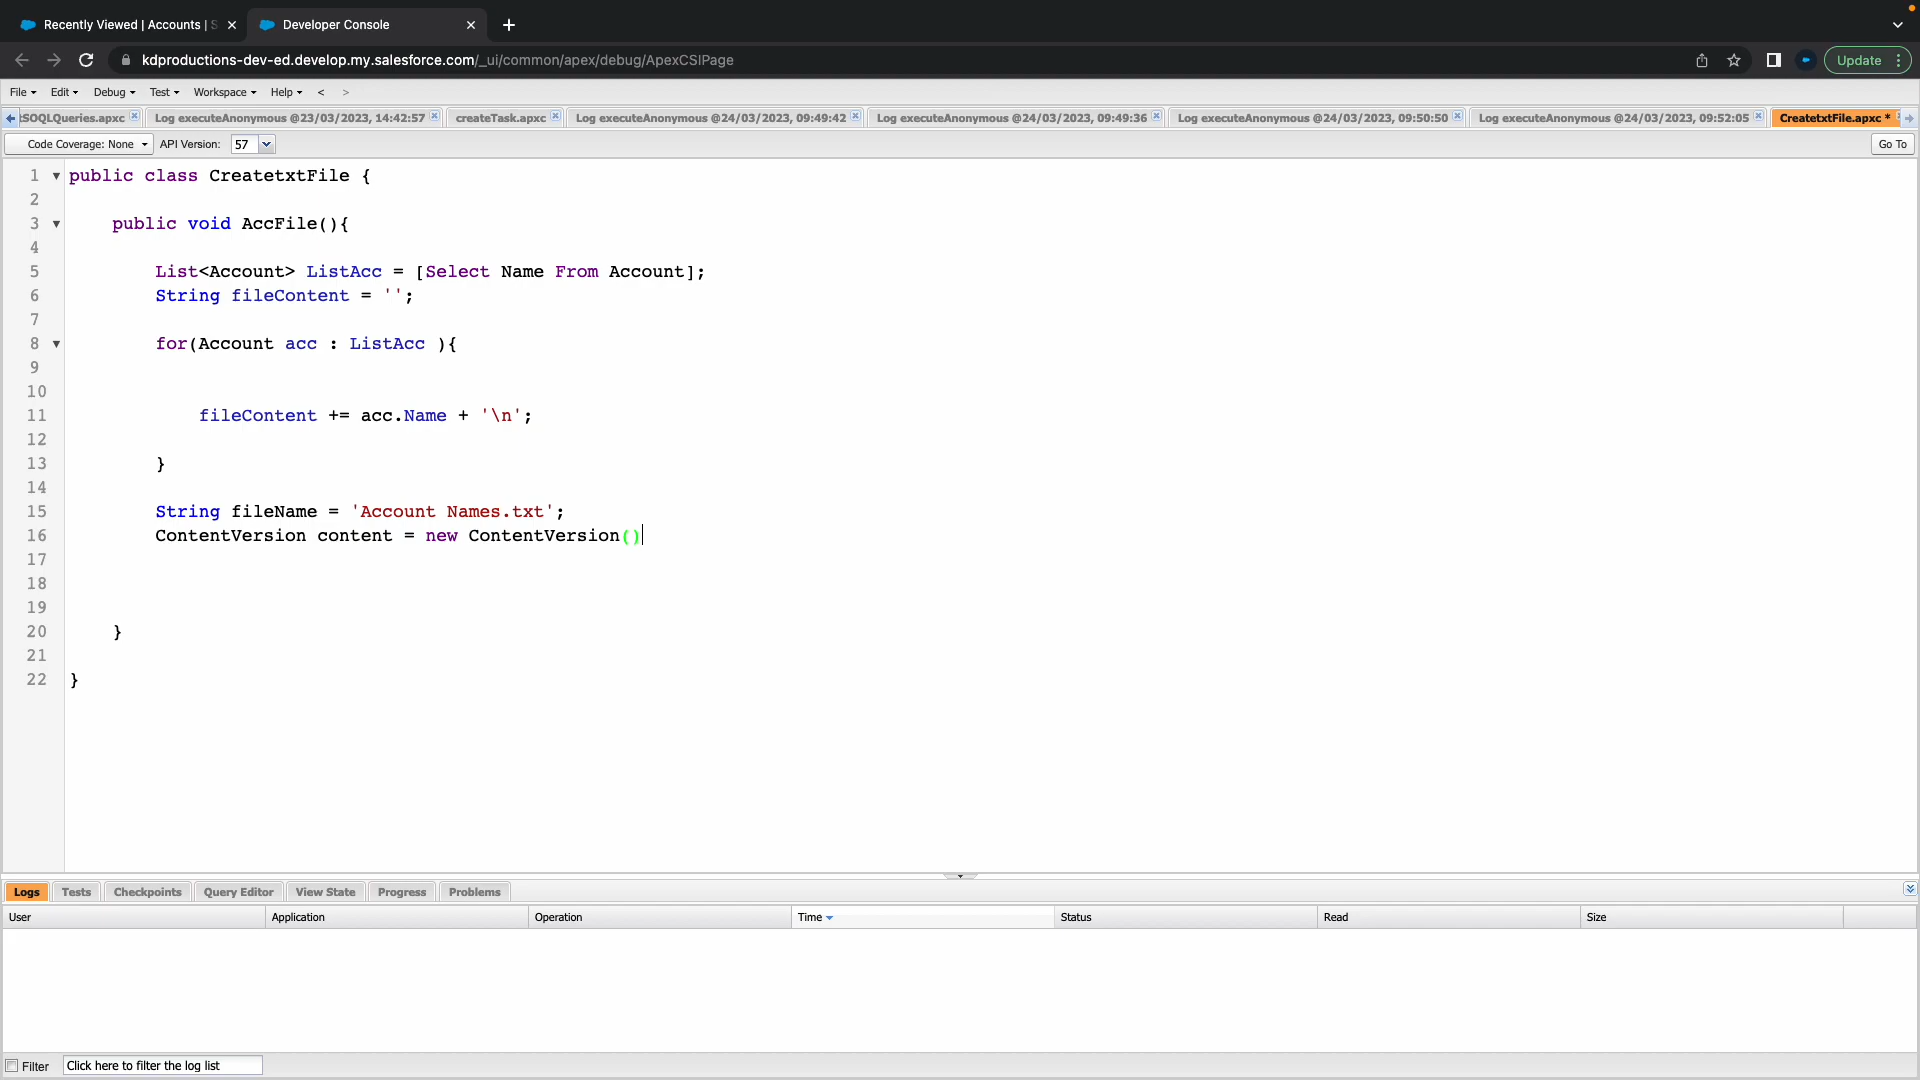 Recently Viewed | Accounts | S
Developer Console
kdproductions-dev-ed.develop.my.salesforce.com/_ui/common/apex/debug/ApexCSIPage
Update
File Edit Debug Test Workspace Help < >
:SOQLQueries.apxc Log executeAnonymous @23/03/2023, 14:42:57 createTask.apxc Log executeAnonymous @24/03/2023, 09:49:42 Log executeAnonymous @24/03/2023, 09:49:36 Log executeAnonymous @24/03/2023, 09:50:50 Log executeAnonymous @24/03/2023, 09:52:05 CreatetxtFile.apxc *
Code Coverage: None API Version: 57 Go To
1 public class CreatetxtFile {
2
3 public void AccFile(){
4
5 List<Account> ListAcc = [Select Name From Account];
6 String fileContent = '';
7
8 for(Account acc : ListAcc ){
9
10
11 fileContent += acc.Name + '\n';
12
13 }
14
15 String fileName = 'Account Names.txt';
16 ContentVersion content = new ContentVersion()
17
18
19
20 }
21
22 }
Logs Tests Checkpoints Query Editor View State Progress Problems
User Application Operation Time Status Read Size
Filter Click here to filter the log list